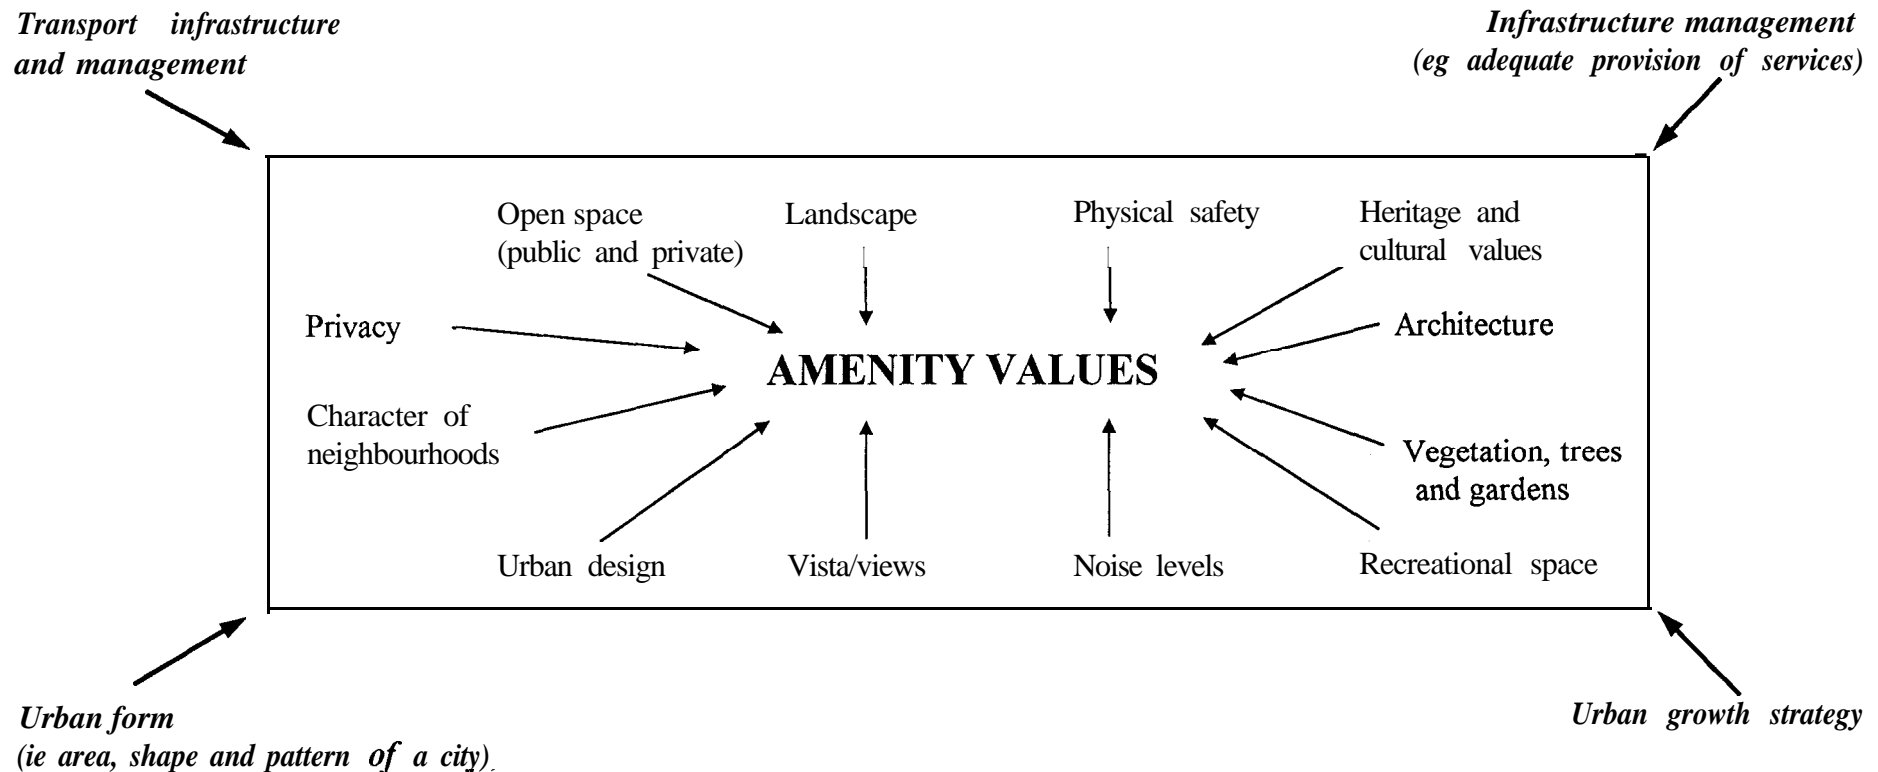 Transport infrastructure
and management
Infrastructure management
(eg adequate provision of services)
Open space
(public and private)
Landscape
Physical safety
Heritage and
cultural values
Privacy
Architecture
AMENITY VALUES
Character of
neighbourhoods
Vegetation, trees
and gardens
Urban design
Vista/views
Noise levels
Recreational space
Urban form
(ie area, shape and pattern of a city)
Urban growth strategy